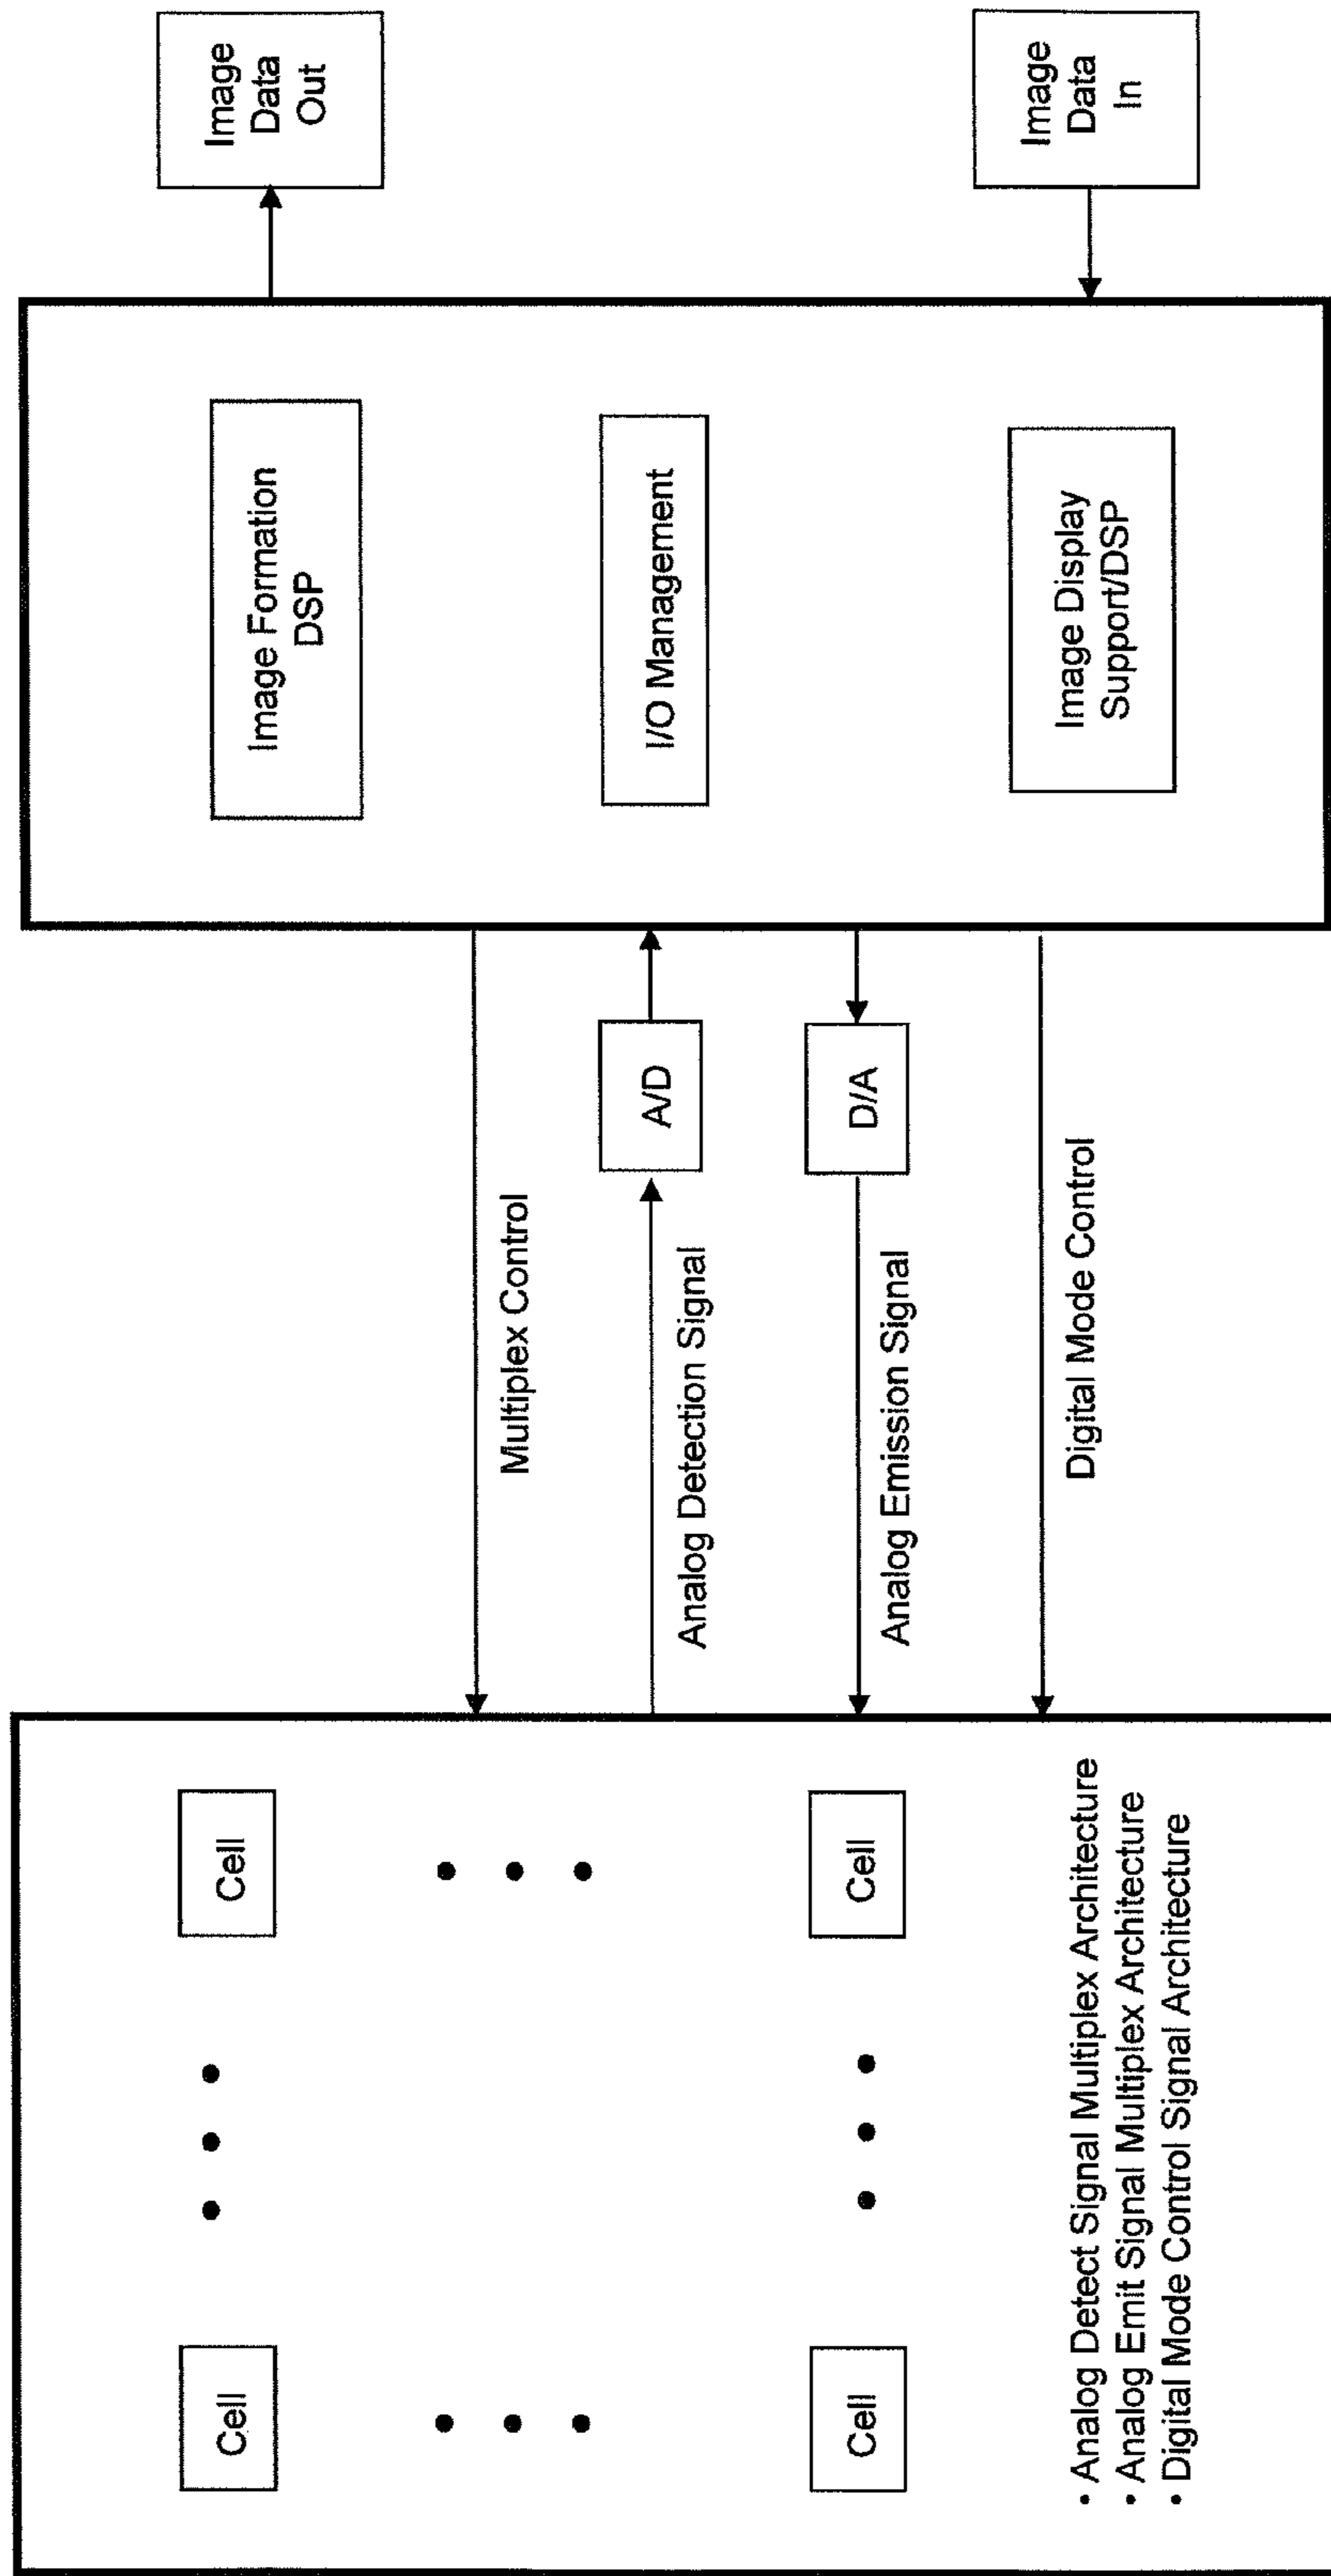 Cell
Cell
Cell
Cell
• Analog Detect Signal Multiplex Architecture
• Analog Emit Signal Multiplex Architecture
• Digital Mode Control Signal Architecture
Multiplex Control
Analog Detection Signal
A/D
Analog Emission Signal
D/A
Digital Mode Control
Image Formation
DSP
I/O Management
Image Display
Support/DSP
Image
Data
Out
Image
Data
In